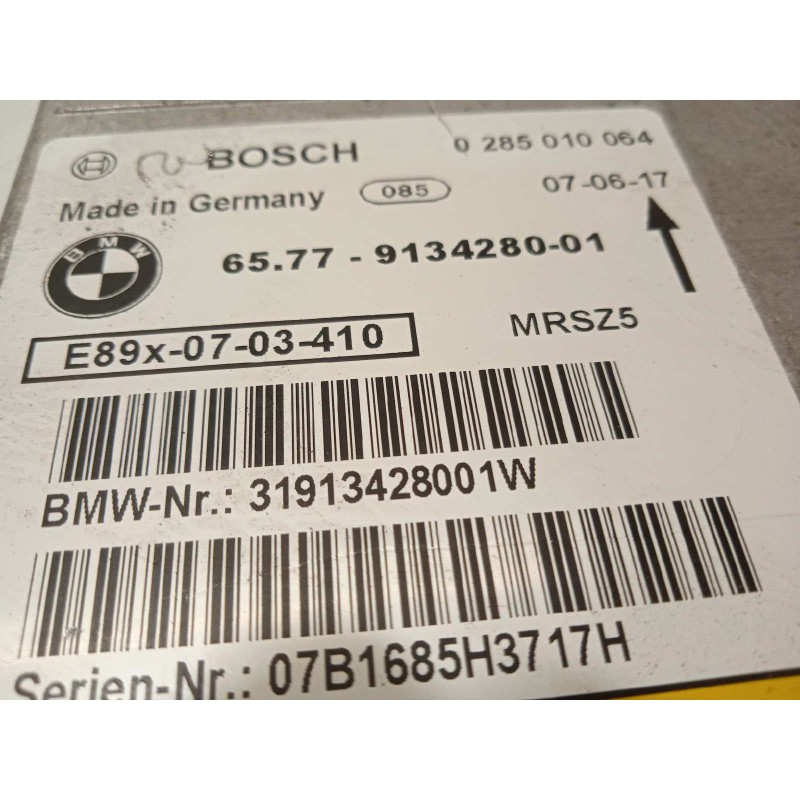 BOSCH 0 285 010 064
Made in Germany 085 07-06-17
BMW 65.77 - 9134280-01
E89x-07-03-410 MRSZ5
BMW-Nr.: 31913428001W
Serien-Nr.: 07B1685H3717H